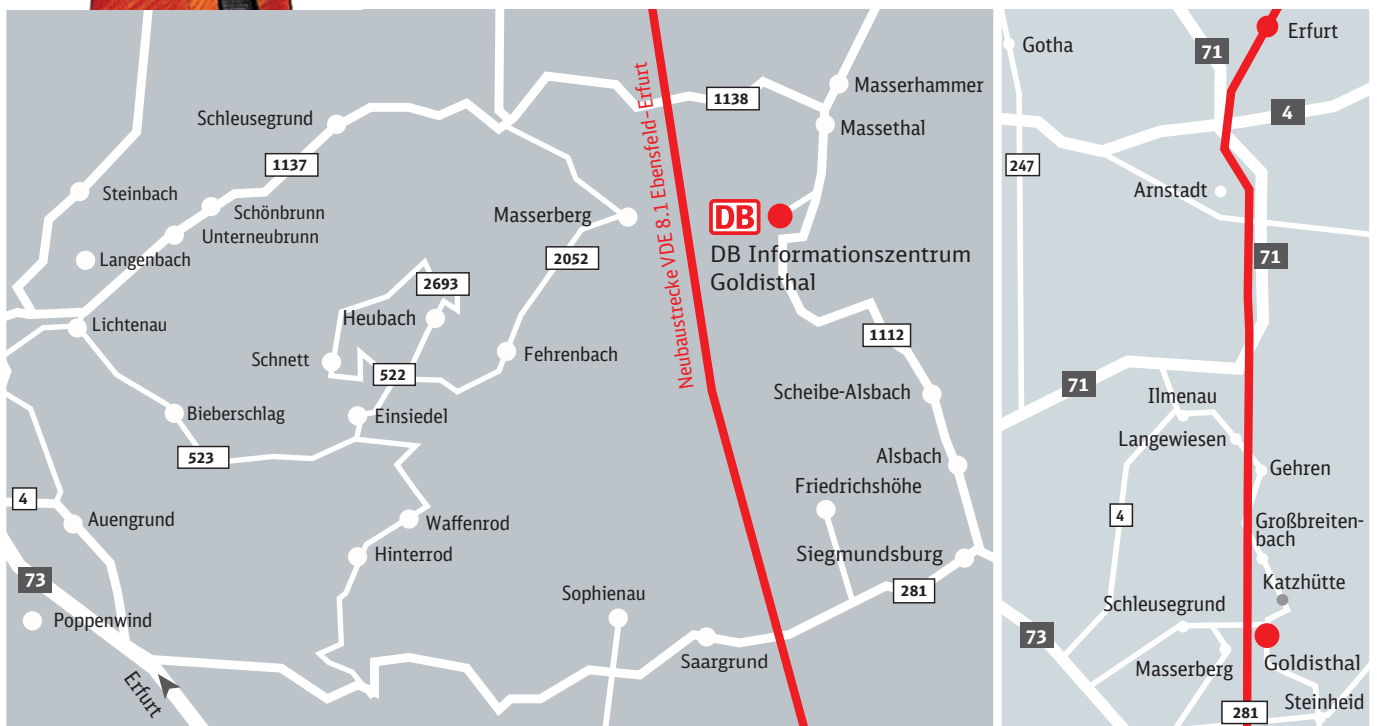 Schleusegrund
1137
Steinbach
Schönbrunn
Unterneubrunn
Langenbach
Lichtenau
Masserberg
2052
2693
Heubach
Schnett
522
Fehrenbach
Bieberschlag
Einsiedel
523
4
Auengrund
Waffenrod
Hinterrod
73
Poppenwind
Erfurt
Sophienau
Saargrund
Neubaustrecke VDE 8.1 Ebensfeld-Erfurt
1138
Masserhammer
Massethal
DB
DB Informationszentrum
Goldisthal
1112
Scheibe-Alsbach
Alsbach
Friedrichshöhe
Siegmundsburg
281
Gotha
71
Erfurt
4
247
Arnstadt
71
71
Ilmenau
Langewiesen
Gehren
4
Großbreiten-
bach
Katzhütte
Schleusegrund
73
Masserberg
Goldisthal
281
Steinheid